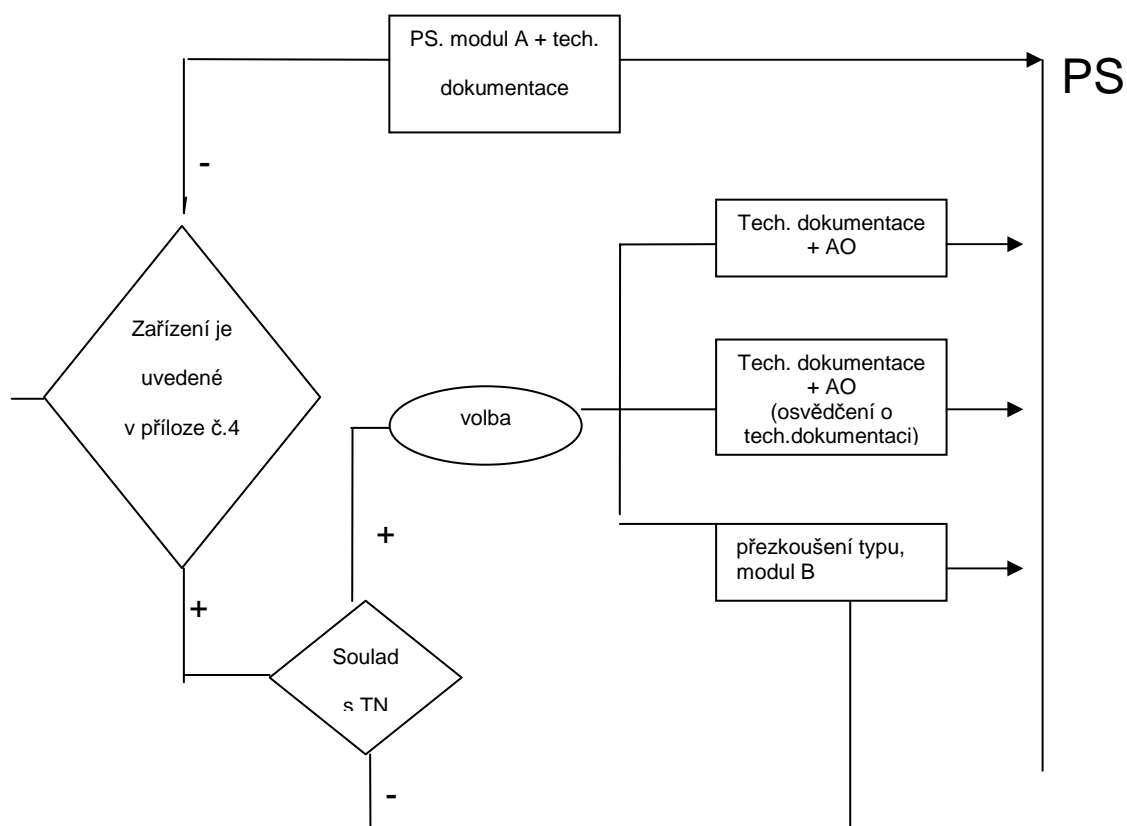 PS. modul A + tech.
dokumentace
PS
-
Tech. dokumentace
+ AO
Zařízení je
uvedené
v příloze č.4
Tech. dokumentace
+ AO
(osvědčení o
tech.dokumentaci)
volba
+
přezkoušení typu,
modul B
+
Soulad
s TN
-